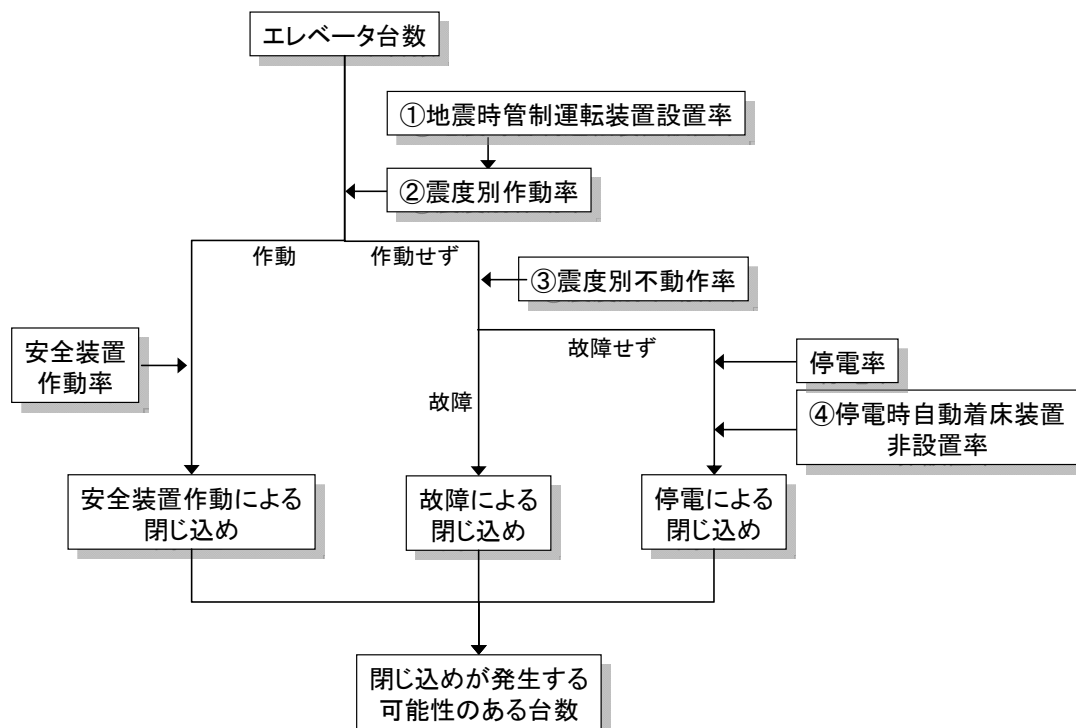 エレベータ台数
①地震時管制運転装置設置率
②震度別作動率
作動
作動せず
③震度別不動作率
安全装置
作動率
故障せず
停電率
故障
④停電時自動着床装置
非設置率
安全装置作動による
閉じ込め
故障による
閉じ込め
停電による
閉じ込め
閉じ込めが発生する
可能性のある台数